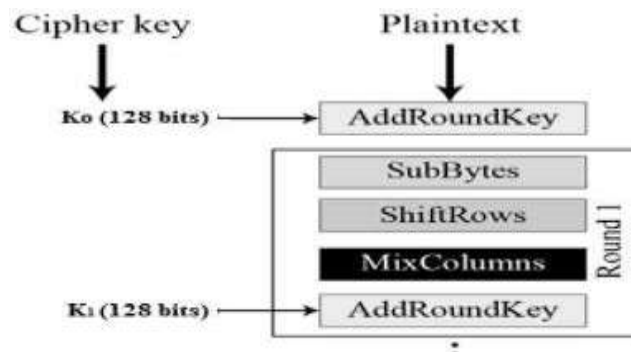 Cipher key Plaintext
K0 (128 bits) AddRoundKey
SubBytes
ShiftRows
MixColumns
Round 1
K1 (128 bits) AddRoundKey